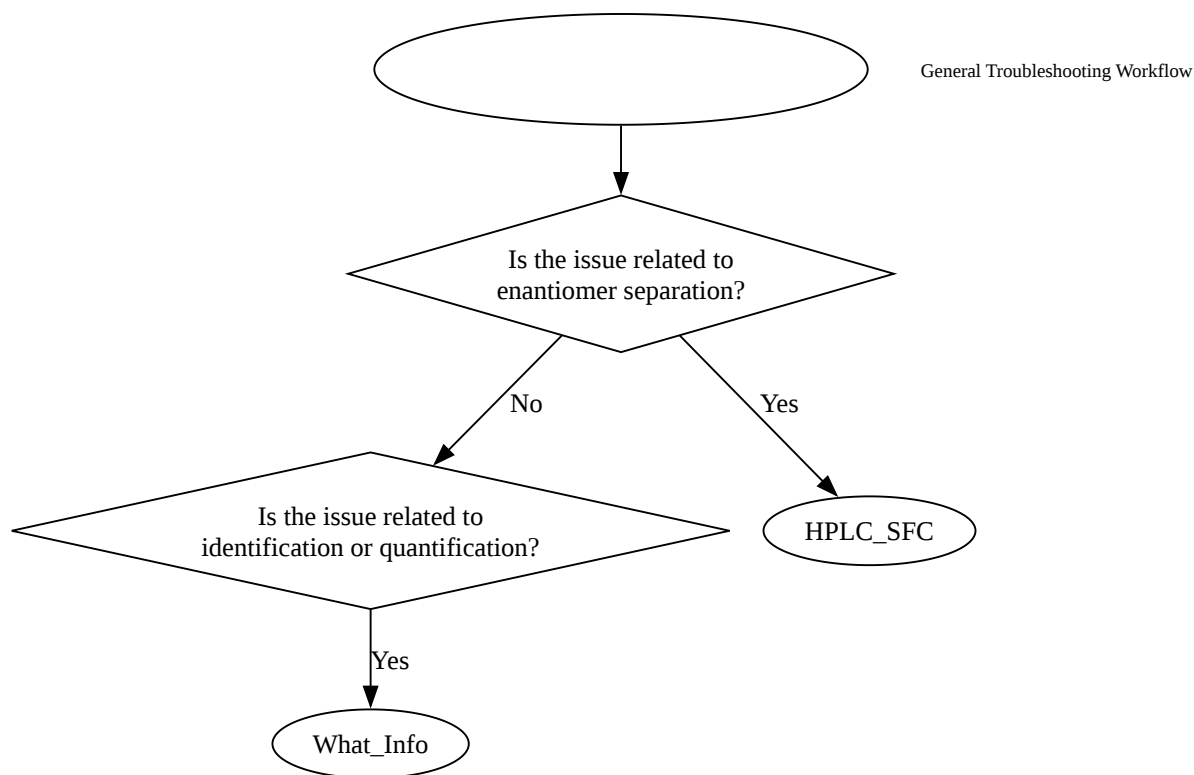 General Troubleshooting Workflow
Is the issue related to
enantiomer separation?
No
Yes
Is the issue related to
identification or quantification?
HPLC_SFC
Yes
What_Info